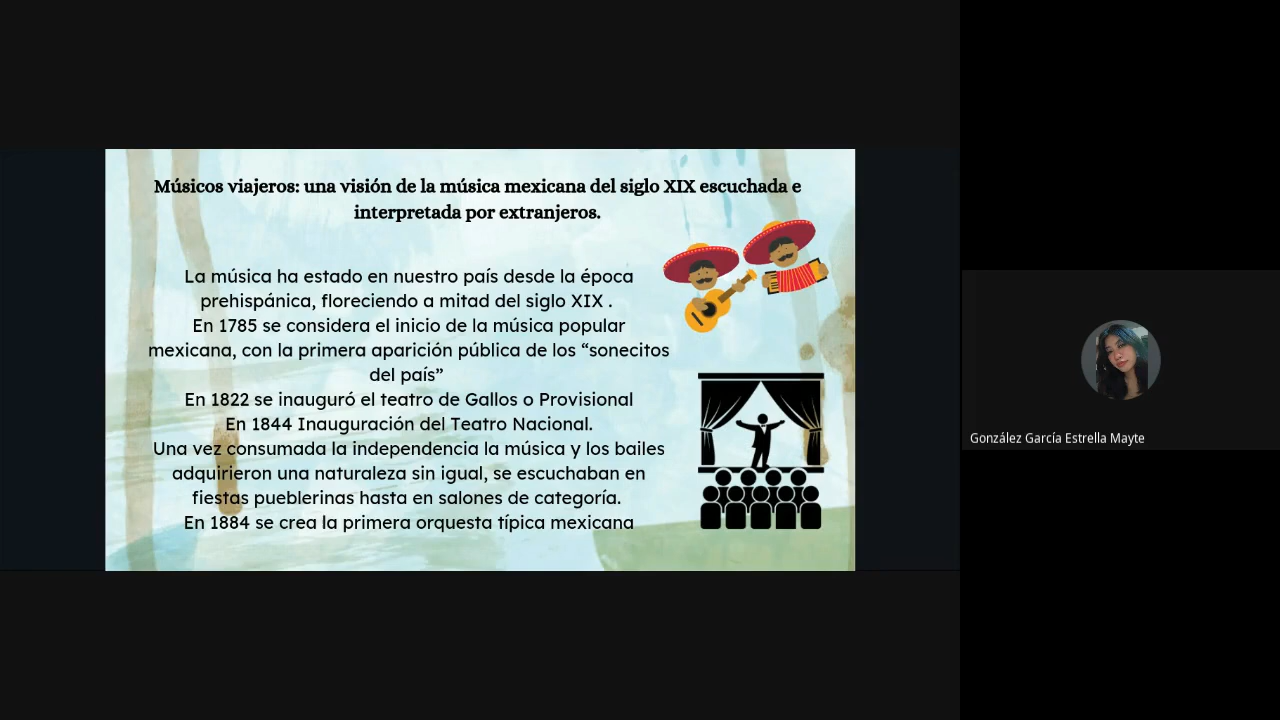 Músicos viajeros: una visión de la música mexicana del siglo XIX escuchada e
interpretada por extranjeros.
La música ha estado en nuestro país desde la época
prehispánica, floreciendo a mitad del siglo XIX .
En 1785 se considera el inicio de la música popular
mexicana, con la primera aparición pública de los “sonecitos
del país”
En 1822 se inauguró el teatro de Gallos o Provisional
En 1844 Inauguración del Teatro Nacional.
Una vez consumada la independencia la música y los bailes
adquirieron una naturaleza sin igual, se escuchaban en
fiestas pueblerinas hasta en salones de categoría.
En 1884 se crea la primera orquesta típica mexicana
González García Estrella Mayte